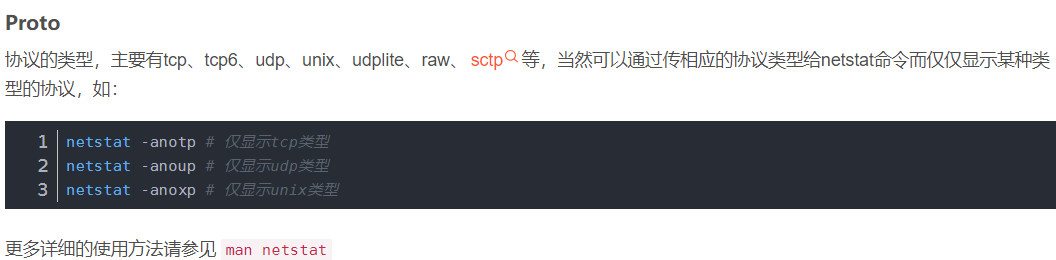 Proto
协议的类型，主要有tcp、tcp6、udp、unix、udplite、raw、 sctp 等，当然可以通过传相应的协议类型给netstat命令而仅仅显示某种类
型的协议，如：
1 netstat -anotp # 仅显示tcp类型
2 netstat -anoup # 仅显示udp类型
3 netstat -anoxp # 仅显示unix类型
更多详细的使用方法请参见 man netstat